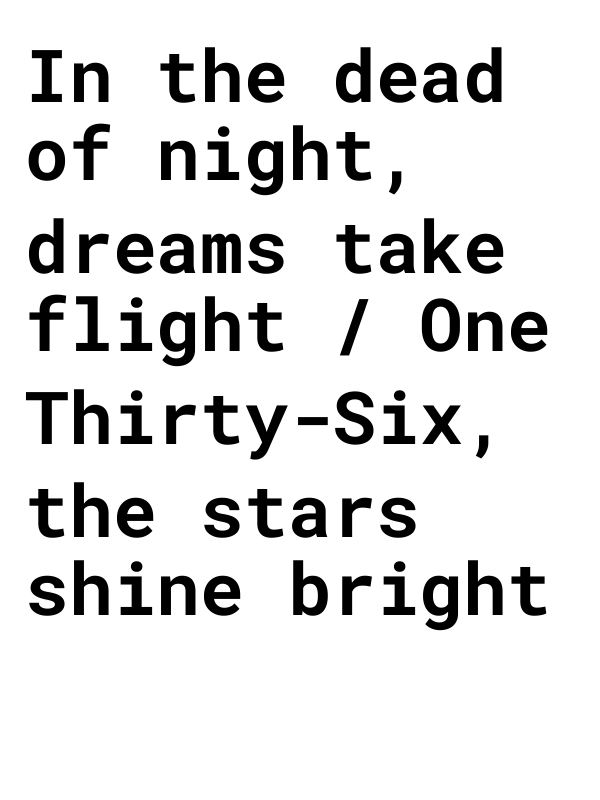 In the dead
of night,
dreams take
flight / One
Thirty-Six,
the stars
shine bright